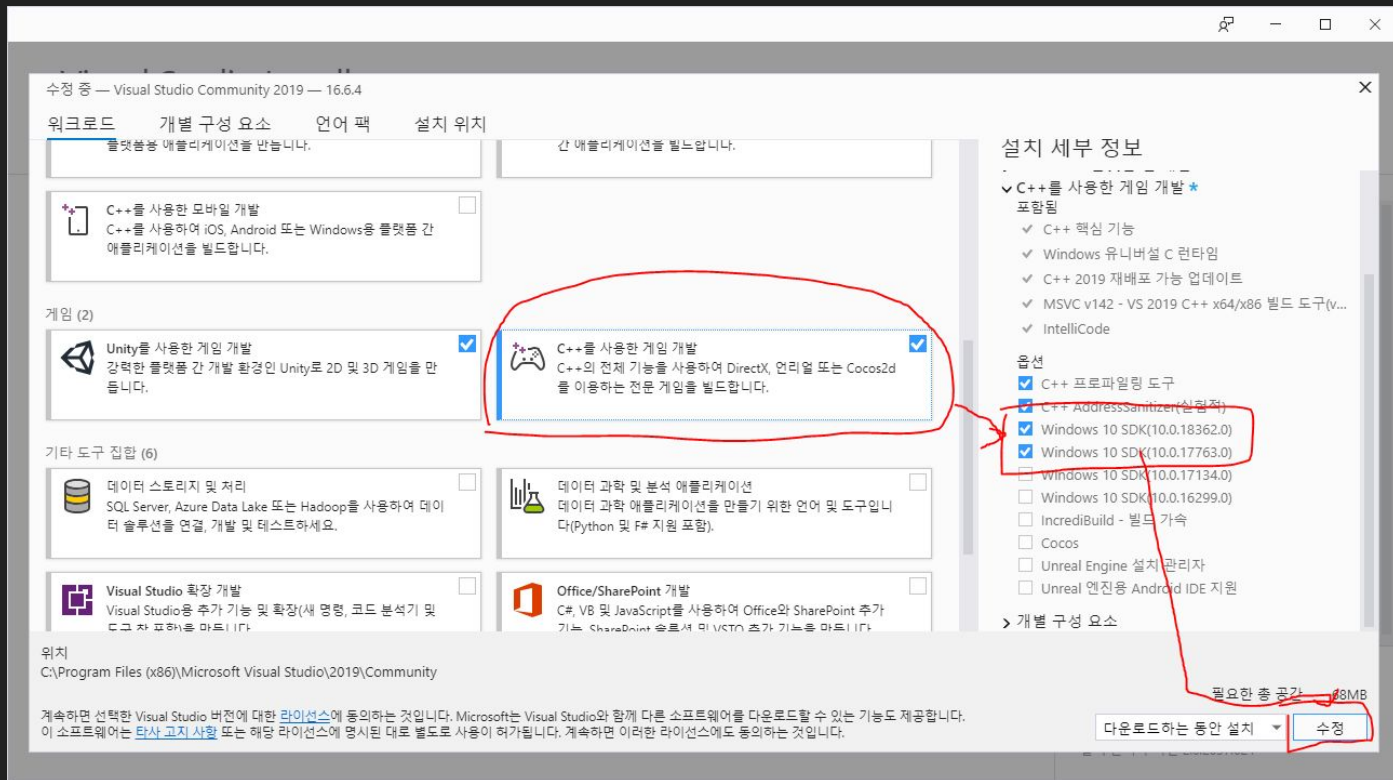 수정 중 — Visual Studio Community 2019 — 16.6.4
워크로드
개별 구성 요소
언어 팩
설치 위치
플랫폼용 애플리케이션을 만듭니다.
간 애플리케이션을 빌드합니다.
C++를 사용한 모바일 개발
C++를 사용하여 iOS, Android 또는 Windows용 플랫폼 간
애플리케이션을 빌드합니다.
게임 (2)
Unity를 사용한 게임 개발
강력한 플랫폼 간 개발 환경인 Unity로 2D 및 3D 게임을 만
듭니다.
C++를 사용한 게임 개발
C++의 전체 기능을 사용하여 DirectX, 언리얼 또는 Cocos2d
를 이용하는 전문 게임을 빌드합니다.
기타 도구 집합 (6)
데이터 스토리지 및 처리
SQL Server, Azure Data Lake 또는 Hadoop을 사용하여 데이
터 솔루션을 연결, 개발 및 테스트하세요.
데이터 과학 및 분석 애플리케이션
데이터 과학 애플리케이션을 만들기 위한 언어 및 도구입니
다(Python 및 F# 지원 포함).
Visual Studio 확장 개발
Visual Studio용 추가 기능 및 확장(새 명령, 코드 분석기 및
도구 창 포함)을 만듭니다.
Office/SharePoint 개발
C#, VB 및 JavaScript를 사용하여 Office와 SharePoint 추가
기능, SharePoint 솔루션 및 VSTO 추가 기능을 만듭니다.
설치 세부 정보
C++를 사용한 게임 개발 *
포함됨
C++ 핵심 기능
Windows 유니버설 C 런타임
C++ 2019 재배포 가능 업데이트
MSVC v142 - VS 2019 C++ x64/x86 빌드 도구(v...
IntelliCode
옵션
C++ 프로파일링 도구
C++ AddressSanitizer(실험적)
Windows 10 SDK(10.0.18362.0)
Windows 10 SDK(10.0.17763.0)
Windows 10 SDK(10.0.17134.0)
Windows 10 SDK(10.0.16299.0)
IncrediBuild - 빌드 가속
Cocos
Unreal Engine 설치 관리자
Unreal 엔진용 Android IDE 지원
개별 구성 요소
위치
C:\Program Files (x86)\Microsoft Visual Studio\2019\Community
필요한 총 공간
계속하면 선택한 Visual Studio 버전에 대한 라이선스에 동의하는 것입니다. Microsoft는 Visual Studio와 함께 다른 소프트웨어를 다운로드할 수 있는 기능도 제공합니다.
이 소프트웨어는 타사 고지 사항 또는 해당 라이선스에 명시된 대로 별도로 사용이 허가됩니다. 계속하면 이러한 라이선스에도 동의하는 것입니다.
다운로드하는 동안 설치
수정